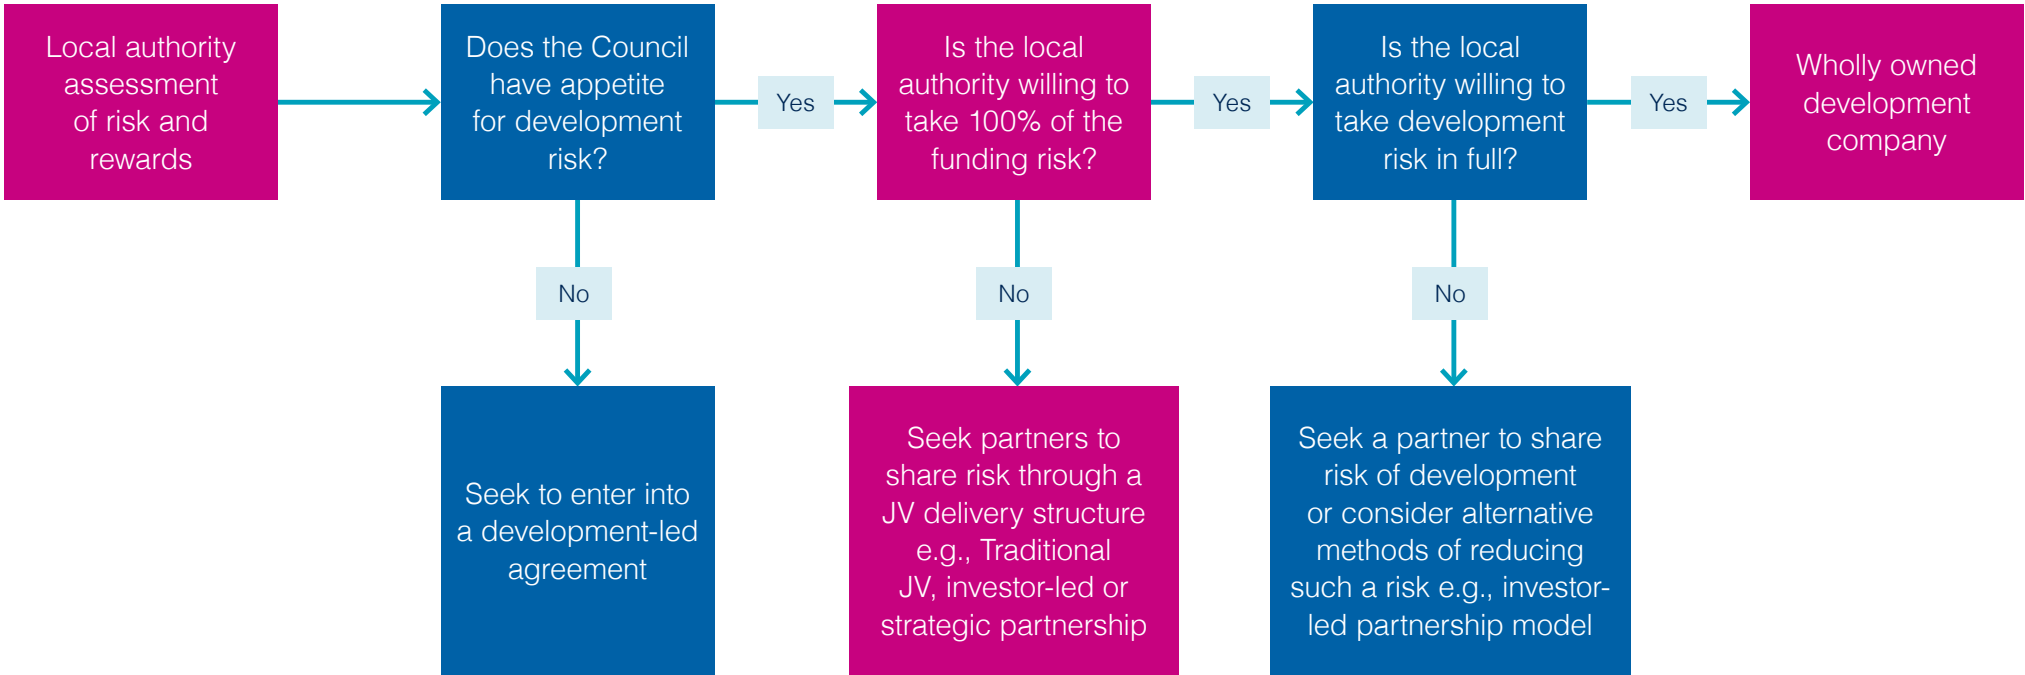 Local authority
assessment
of risk and
rewards
Does the Council
have appetite
for development
risk?
Yes
Is the local
authority willing to
take 100% of the
funding risk?
Yes
Is the local
authority willing to
take development
risk in full?
Yes
Wholly owned
development
company
No
No
No
Seek to enter into
a development-led
agreement
Seek partners to
share risk through a
JV delivery structure
e.g., Traditional
JV, investor-led or
strategic partnership
Seek a partner to share
risk of development
or consider alternative
methods of reducing
such a risk e.g., investor-
led partnership model